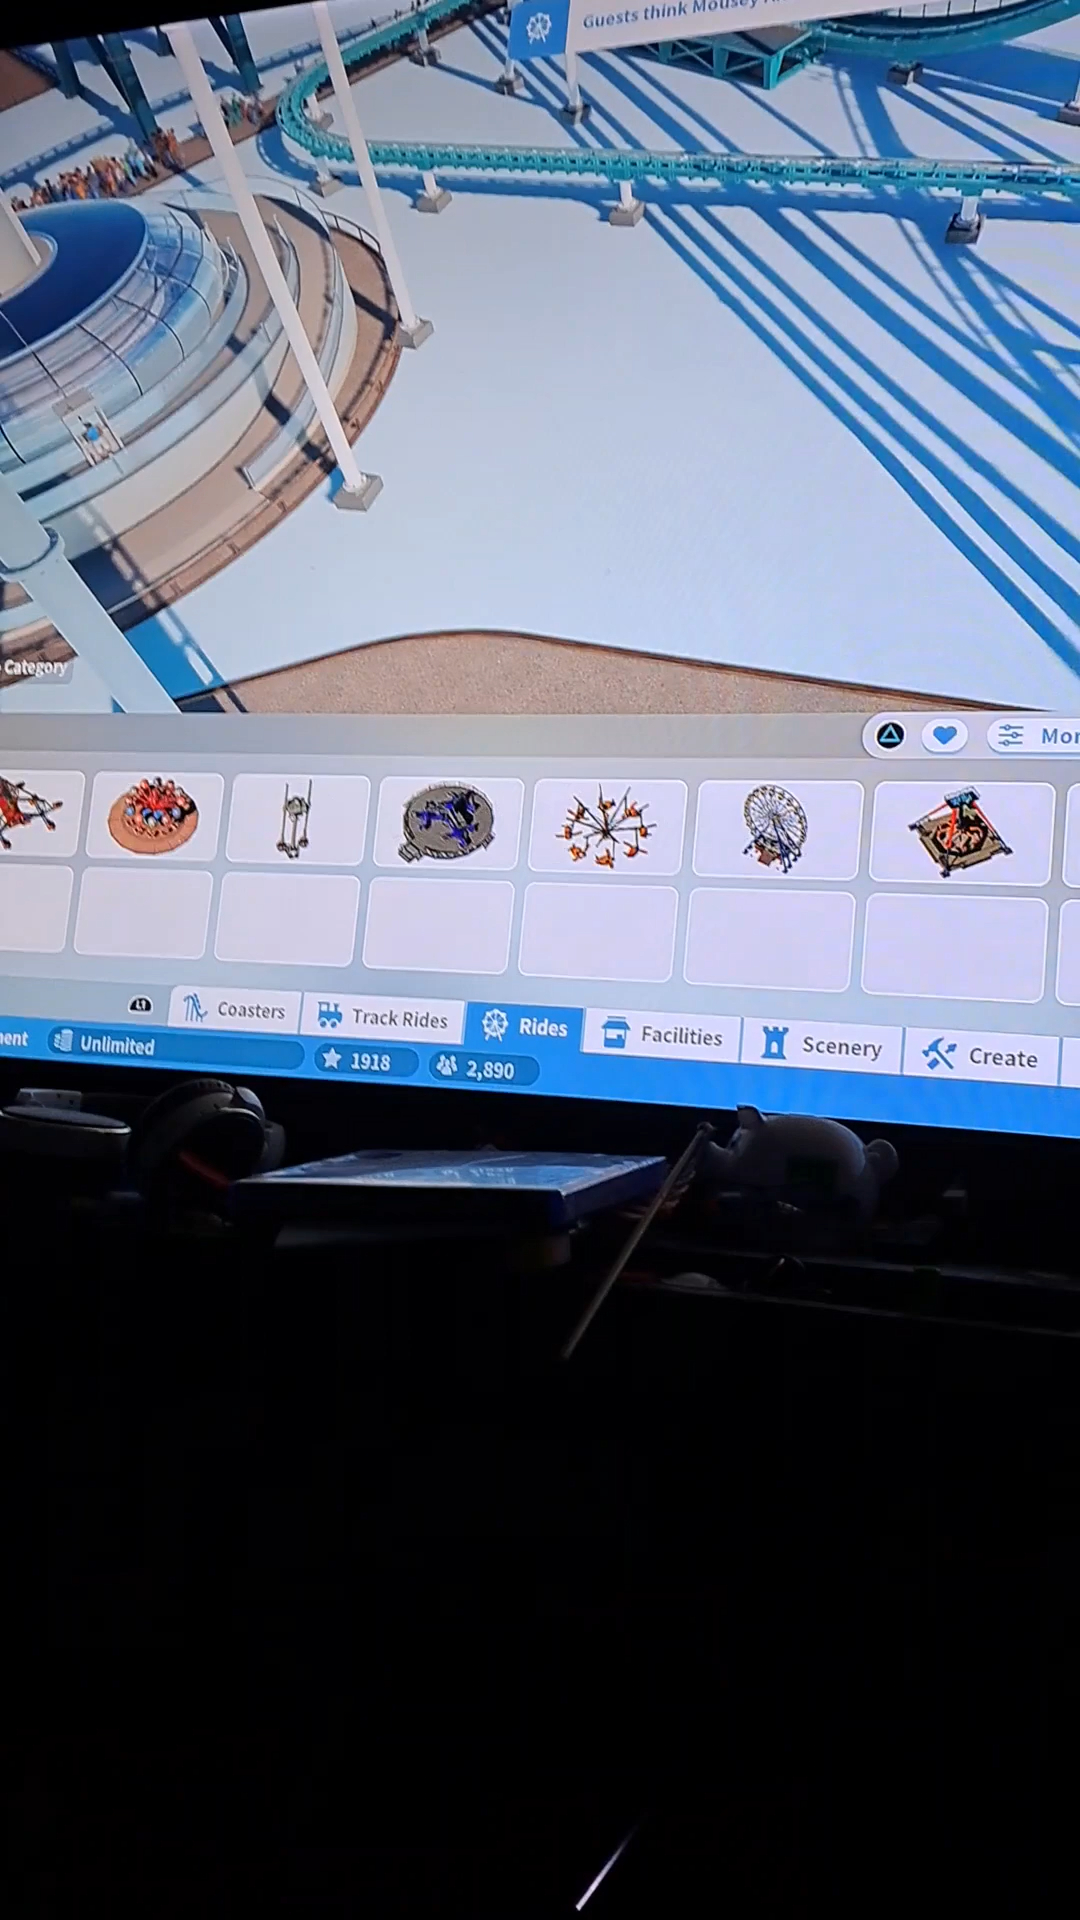 Guests think Mousey
Category
Mor
Coasters
Track Rides
Rides
Facilities
Scenery
Create
ent
Unlimited
1918
2,890